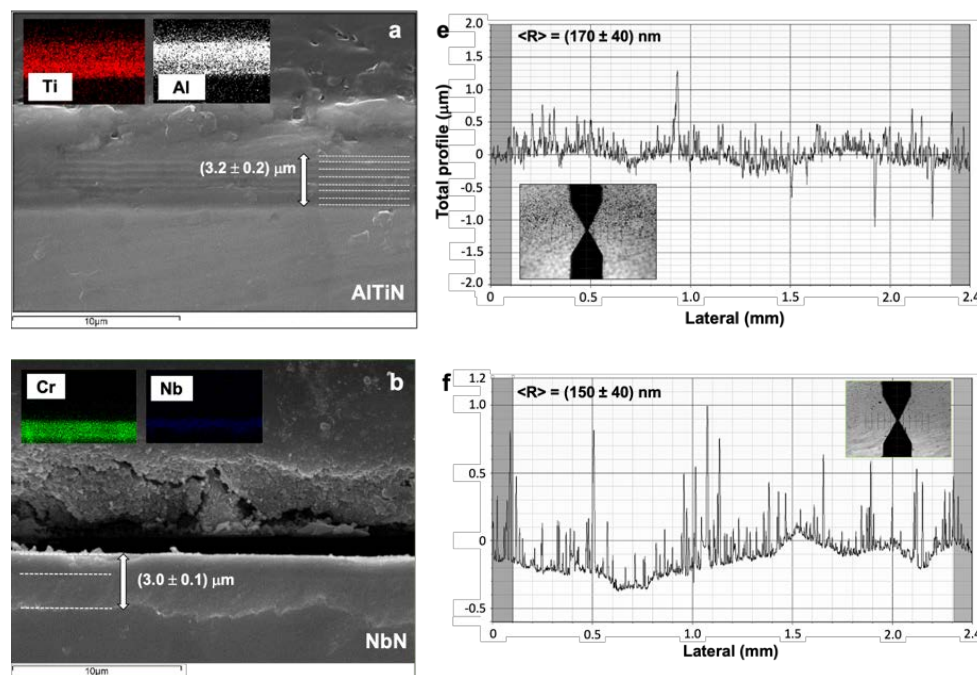 a
Ti
Al
(3.2 ± 0.2) μm
AlTiN
10μm
e
<R> = (170 ± 40) nm
Total profile (μm)
2.0
1.5
1.0
0.5
0
-0.5
-1.0
-1.5
-2.0
0
0.5
1.0
1.5
2.0
2.4
Lateral (mm)
b
Cr
Nb
(3.0 ± 0.1) μm
NbN
10μm
f
<R> = (150 ± 40) nm
1.2
1.0
0.5
0
-0.5
0
0.5
1.0
1.5
2.0
2.4
Lateral (mm)